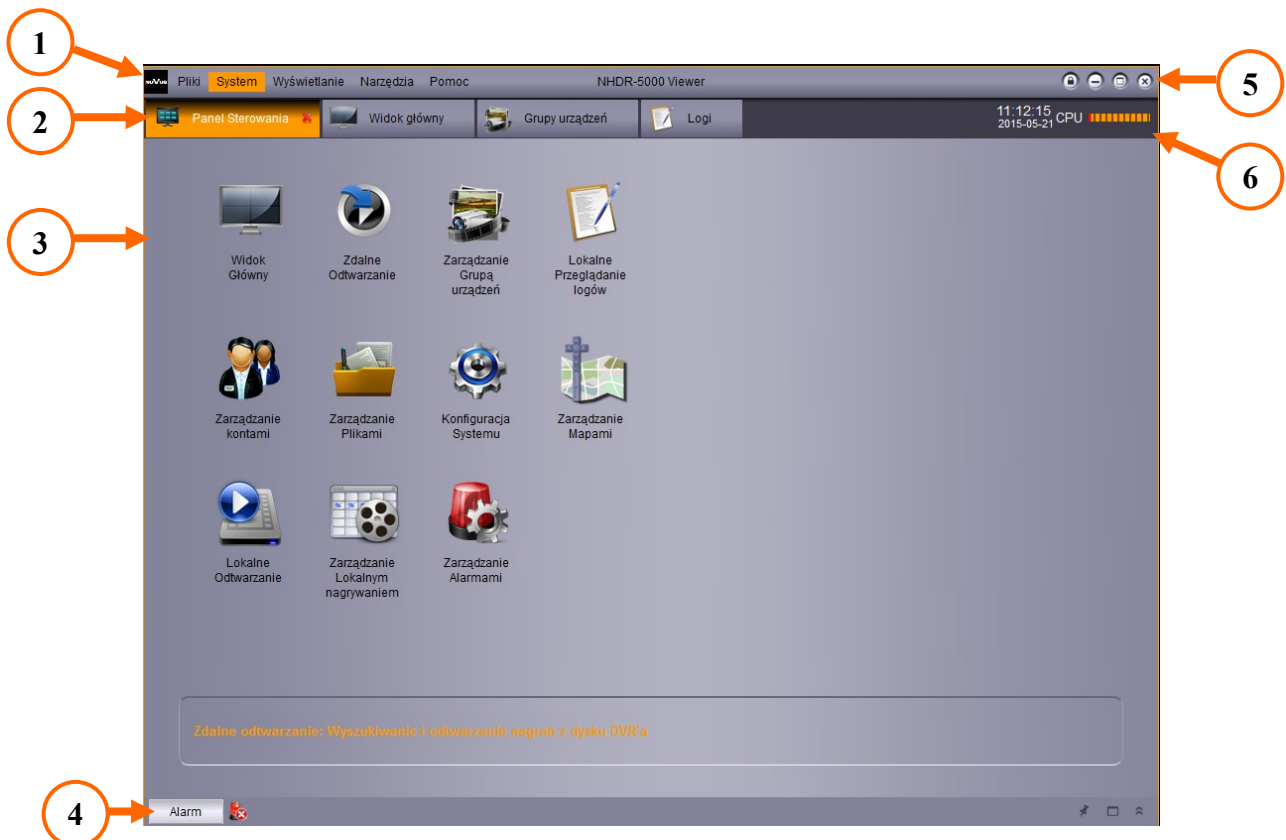 1
Pliki System Wyświetlanie Narzędzia Pomoc NHDR-5000 Viewer
5
2
Panel Sterowania Widok główny Grupy urządzeń Logi 11:12:15 CPU
2015-05-21
6
3
Widok
Główny
Zdalne
Odtwarzanie
Zarządzanie
Grupą
urządzeń
Lokalne
Przeglądanie
logów
Zarządzanie
kontami
Zarządzanie
Plikami
Konfiguracja
Systemu
Zarządzanie
Mapami
Lokalne
Odtwarzanie
Zarządzanie
Lokalnym
nagrywaniem
Zarządzanie
Alarmami
Zdalne odtwarzanie: Wyszukiwanie I odtwarzanie nagrań z dysku DVR'a
4
Alarm